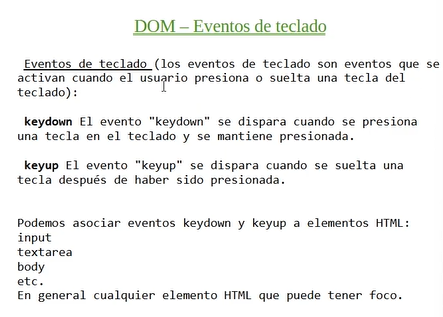 DOM – Eventos de teclado
Eventos de teclado (los eventos de teclado son eventos que se
activan cuando el usuario presiona o suelta una tecla del
teclado):
keydown El evento "keydown" se dispara cuando se presiona
una tecla en el teclado y se mantiene presionada.
keyup El evento "keyup" se dispara cuando se suelta una
tecla después de haber sido presionada.
Podemos asociar eventos keydown y keyup a elementos HTML:
input
textarea
body
etc.
En general cualquier elemento HTML que puede tener foco.